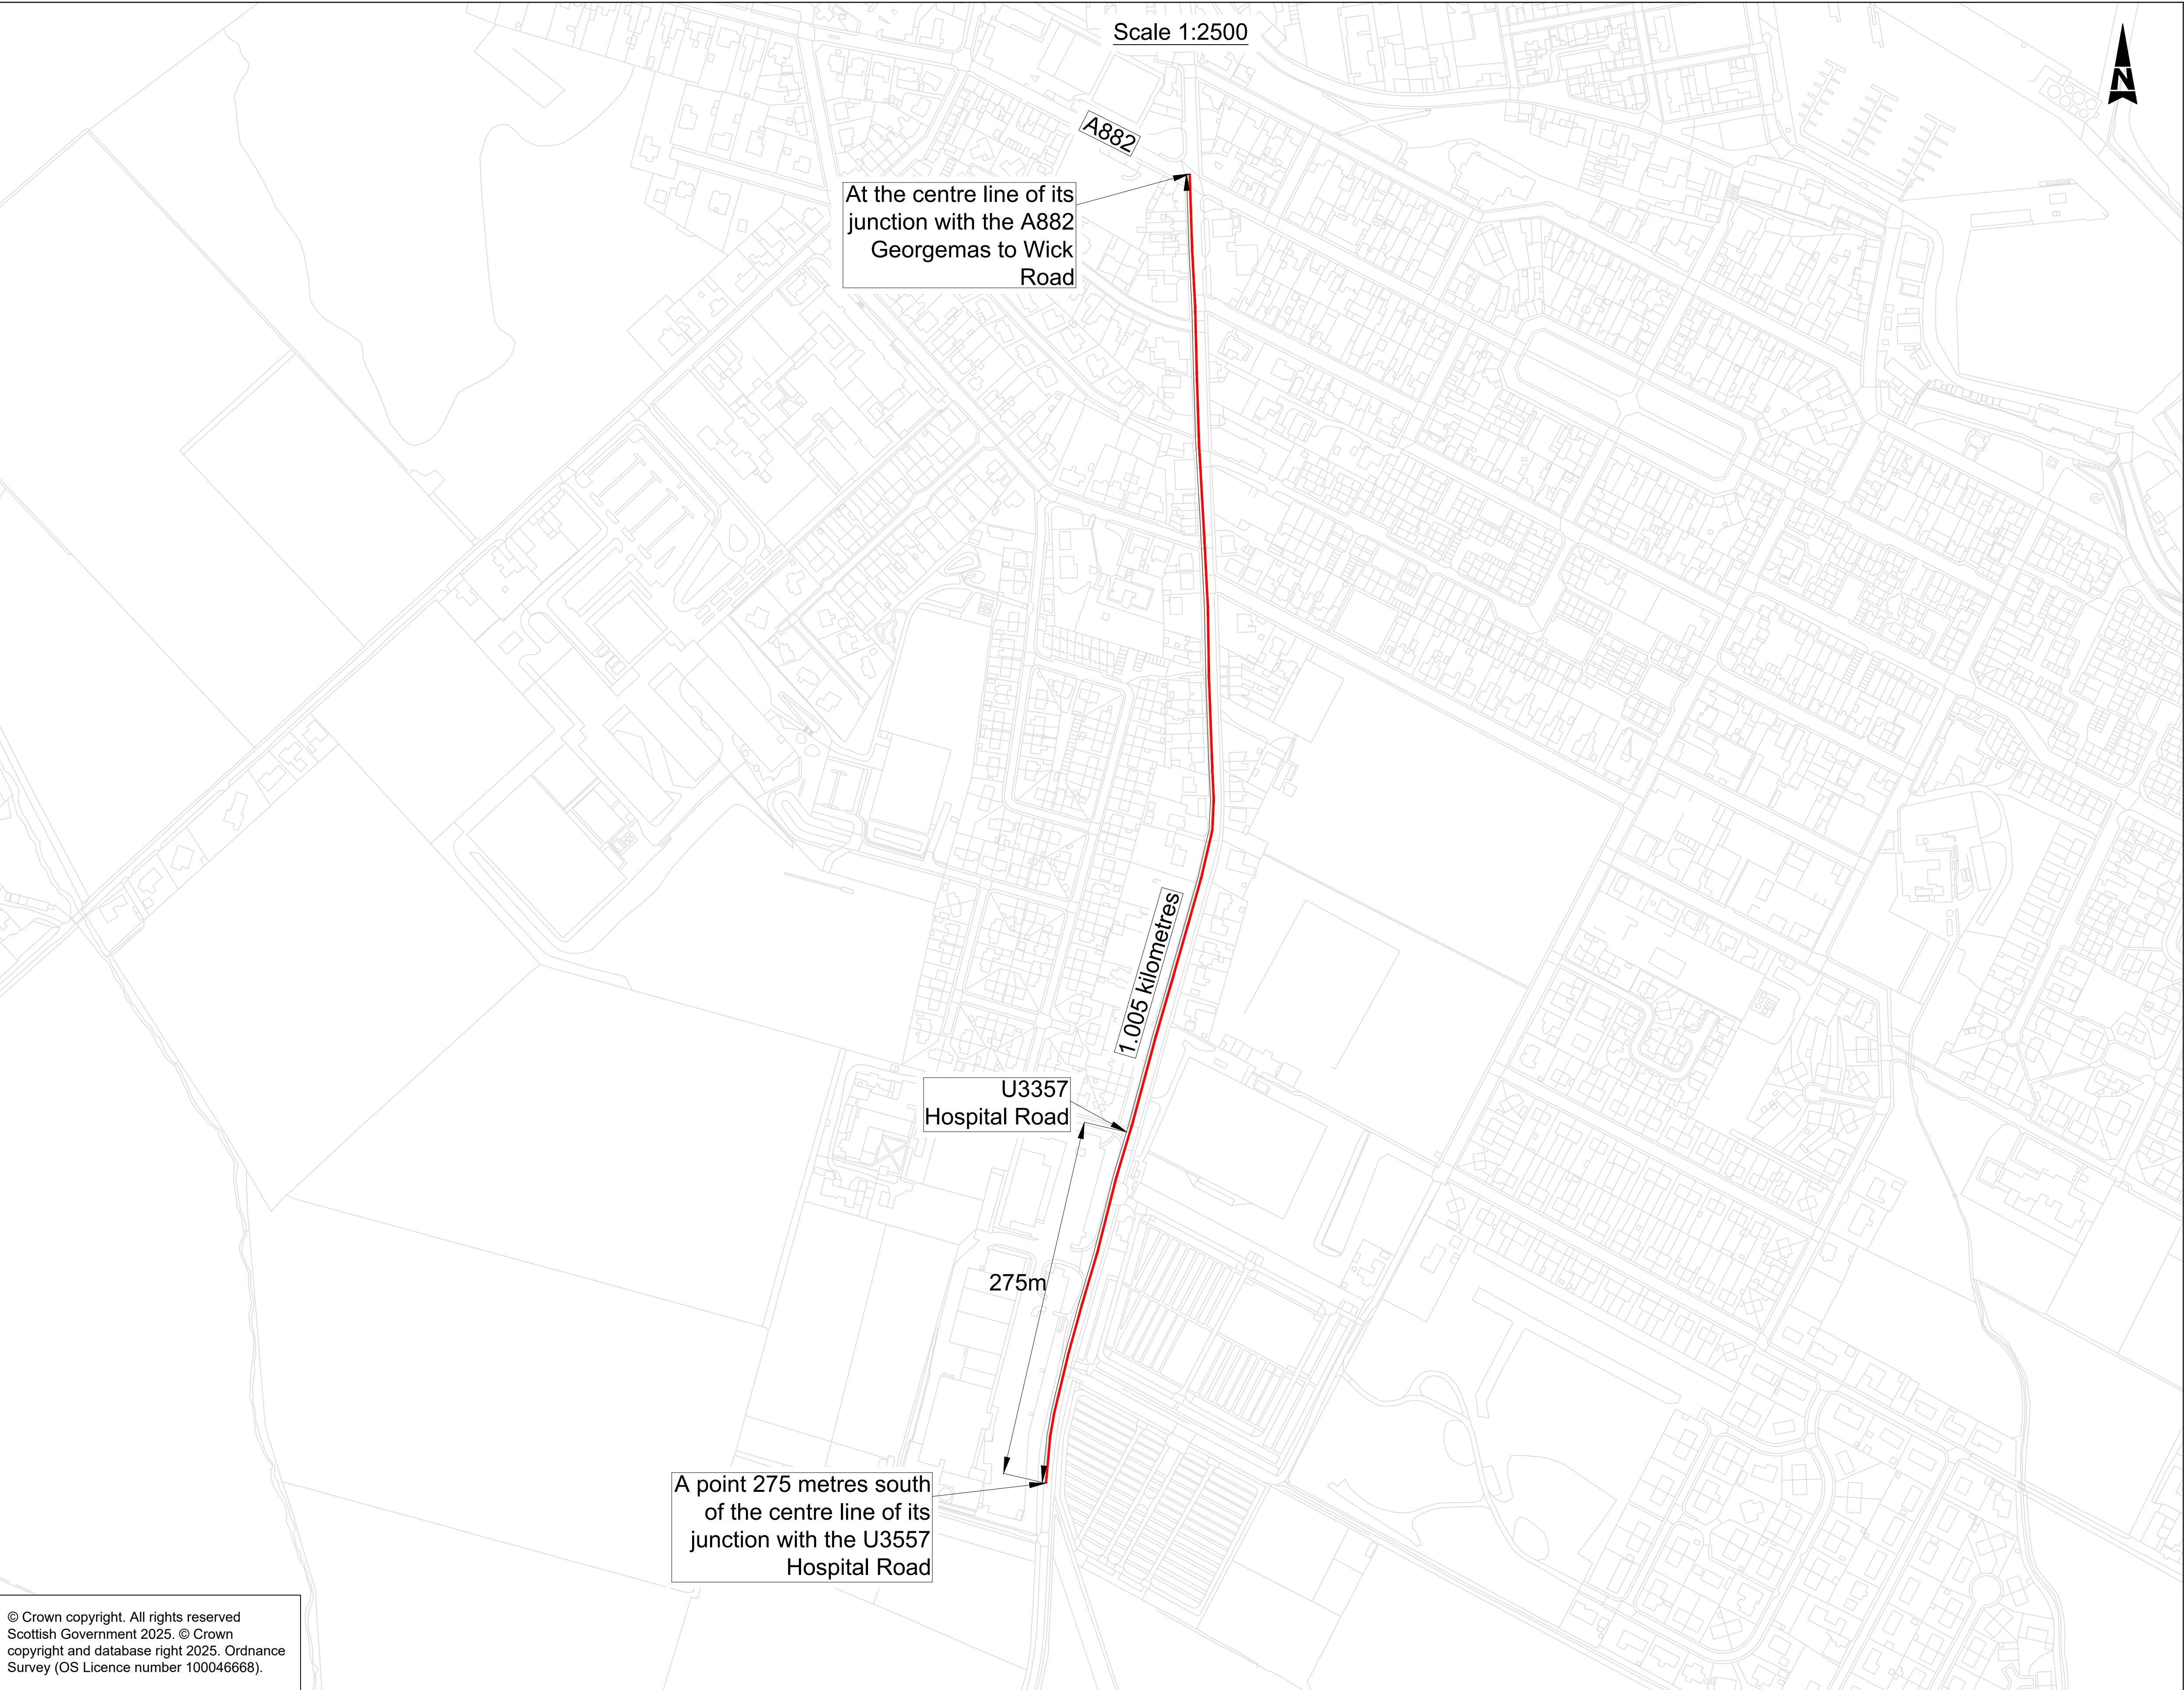 Scale 1:2500
N
A882
At the centre line of its
junction with the A882
Georgemas to Wick
Road
1.005 kilometres
U3357
Hospital Road
275m
A point 275 metres south
of the centre line of its
junction with the U3557
Hospital Road
© Crown copyright. All rights reserved
Scottish Government 2025. © Crown
copyright and database right 2025. Ordnance
Survey (OS Licence number 100046668).